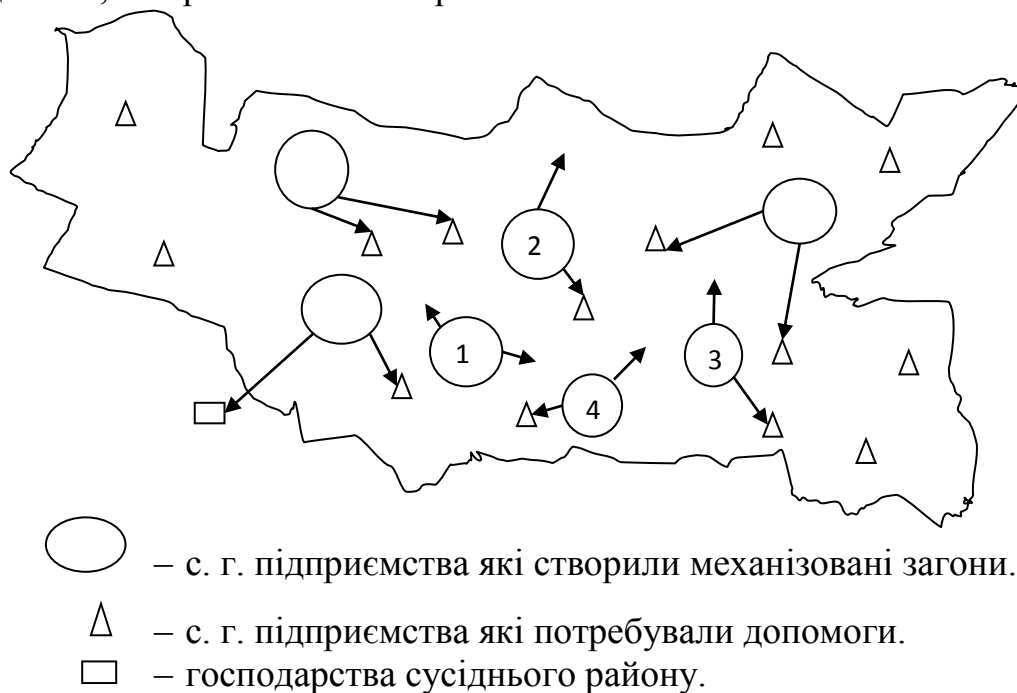 2
1
3
4
– с. г. підприємства які створили механізовані загони.
– с. г. підприємства які потребували допомоги.
– господарства сусіднього району.